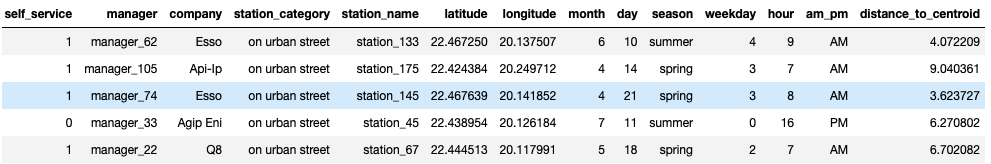 self_service manager company station_category station_name latitude longitude month day season weekday hour am_pm distance_to_centroid
1 manager_62 Esso on urban street station_133 22.467250 20.137507 6 10 summer 4 9 AM 4.072209
1 manager_105 Api-Ip on urban street station_175 22.424384 20.249712 4 14 spring 3 7 AM 9.040361
1 manager_74 Esso on urban street station_145 22.467639 20.141852 4 21 spring 3 8 AM 3.623727
0 manager_33 Agip Eni on urban street station_45 22.438954 20.126184 7 11 summer 0 16 PM 6.270802
1 manager_22 Q8 on urban street station_67 22.444513 20.117991 5 18 spring 2 7 AM 6.702082